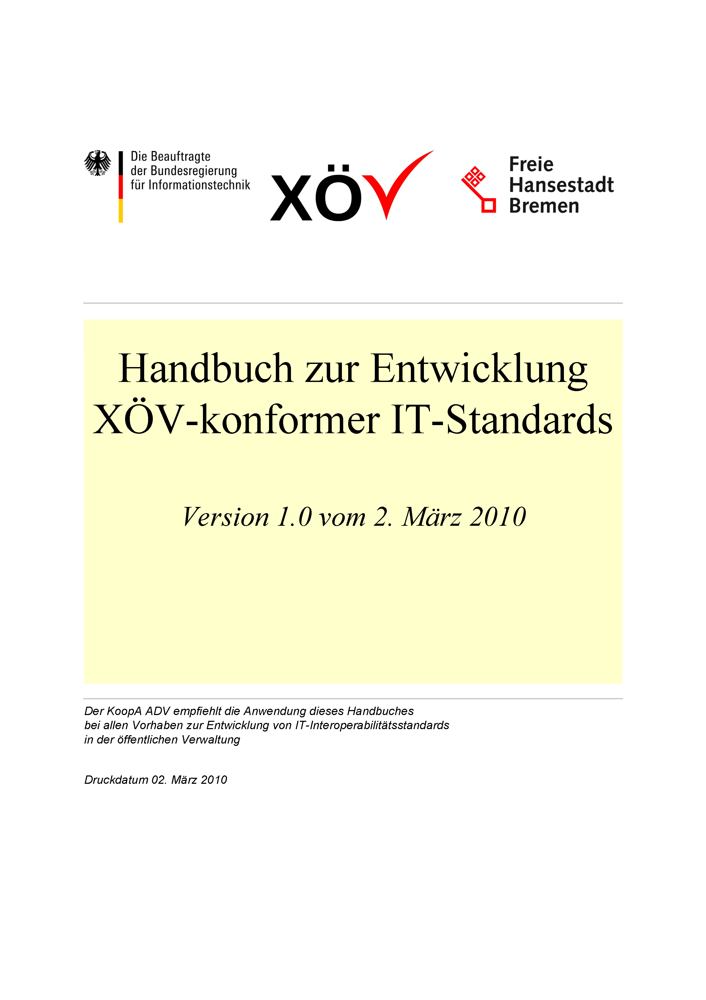 Die Beauftragte
der Bundesregierung
für Informationstechnik
XÖV
Freie
Hansestadt
Bremen
Handbuch zur Entwicklung
XÖV-konformer IT-Standards
Version 1.0 vom 2. März 2010
Der KoopA ADV empfiehlt die Anwendung dieses Handbuches
bei allen Vorhaben zur Entwicklung von IT-Interoperabilitätsstandards
in der öffentlichen Verwaltung
Druckdatum 02. März 2010